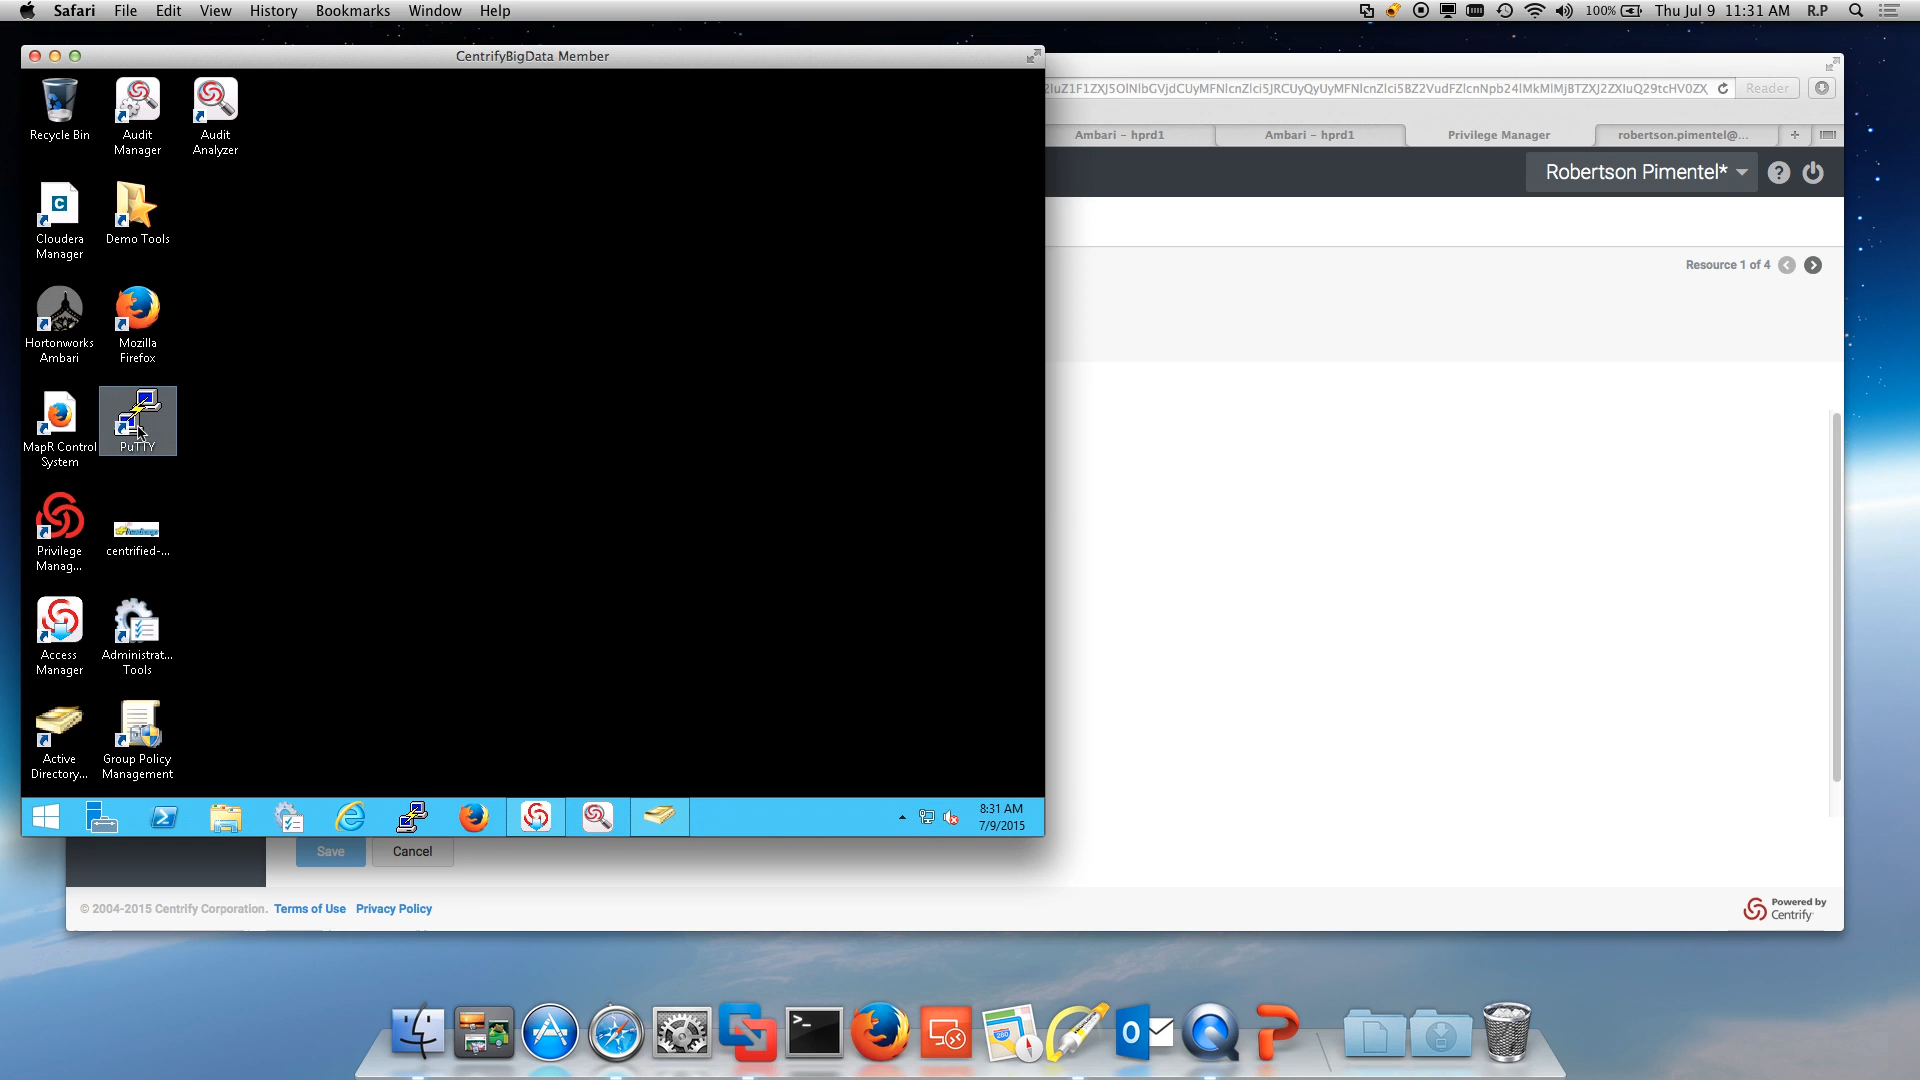 Safari File Edit View History Bookmarks Window Help
100% Thu Jul 9 11:31 AM R.P
CentrifyBigData Member
Reader
Ambari - hprd1
Ambari - hprd1
Privilege Manager
robertson.pimentel@...
Robertson Pimentel*
Resource 1 of 4
Recycle Bin
Audit
Manager
Audit
Analyzer
Cloudera
Manager
Demo Tools
Hortonworks
Ambari
Mozilla
Firefox
MapR Control
System
PuTTY
Privilege
Manag...
centrified-...
Access
Manager
Administrat...
Tools
Active
Directory...
Group Policy
Management
8:31 AM
7/9/2015
Save Cancel
© 2004-2015 Centrify Corporation. Terms of Use Privacy Policy
Powered by
Centrify